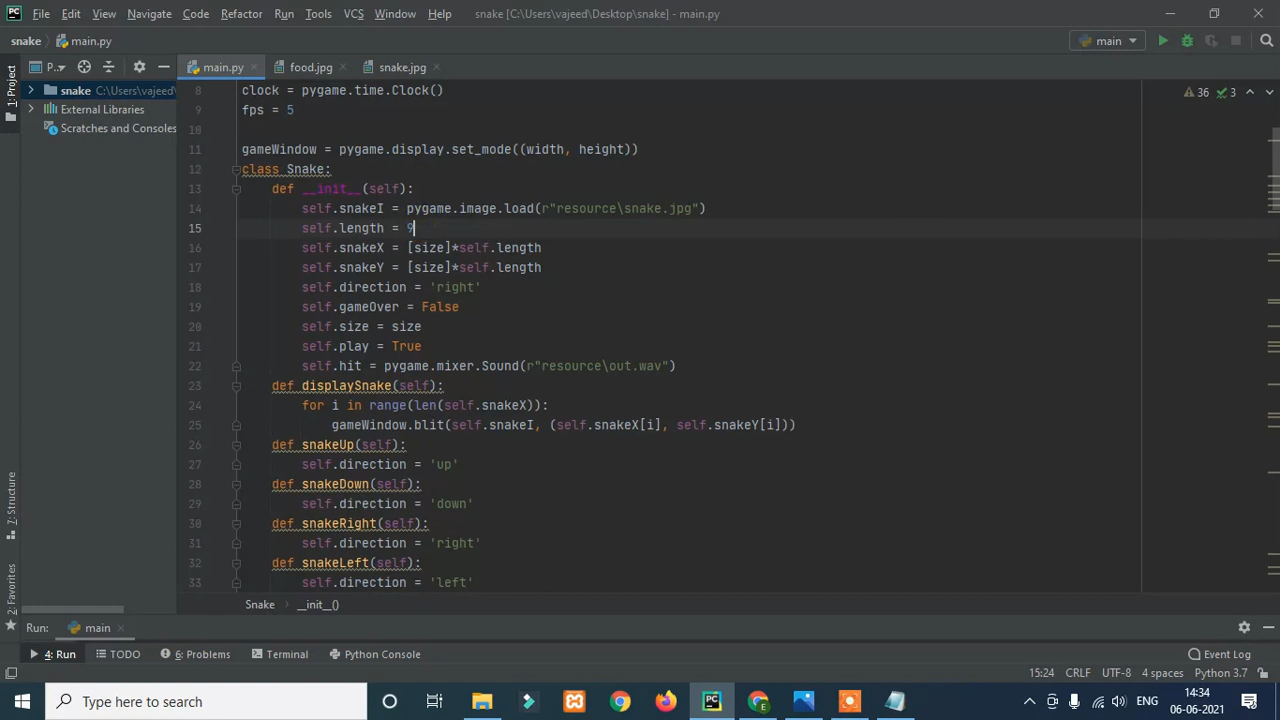 File Edit View Navigate Code Refactor Run Tools VCS Window Help snake [C:\Users\vajeed\Desktop\snake] - main.py
snake main.py main
1: Project P.. main.py food.jpg snake.jpg
snake C:\Users\vajeed\
External Libraries
Scratches and Consoles
36 3
8 clock = pygame.time.Clock()
9 fps = 5
10
11 gameWindow = pygame.display.set_mode((width, height))
12 class Snake:
13 def __init__(self):
14 self.snakeI = pygame.image.load(r"resource\snake.jpg")
15 self.length = 9
16 self.snakeX = [size]*self.length
17 self.snakeY = [size]*self.length
18 self.direction = 'right'
19 self.gameOver = False
20 self.size = size
21 self.play = True
22 self.hit = pygame.mixer.Sound(r"resource\out.wav")
23 def displaySnake(self):
24 for i in range(len(self.snakeX)):
25 gameWindow.blit(self.snakeI, (self.snakeX[i], self.snakeY[i]))
26 def snakeUp(self):
27 self.direction = 'up'
28 def snakeDown(self):
29 self.direction = 'down'
30 def snakeRight(self):
31 self.direction = 'right'
32 def snakeLeft(self):
33 self.direction = 'left'
7: Structure
2: Favorites
Snake __init__()
Run: main
4: Run TODO 6: Problems Terminal Python Console Event Log
15:24 CRLF UTF-8 4 spaces Python 3.7
Type here to search
ENG
14:34
06-06-2021